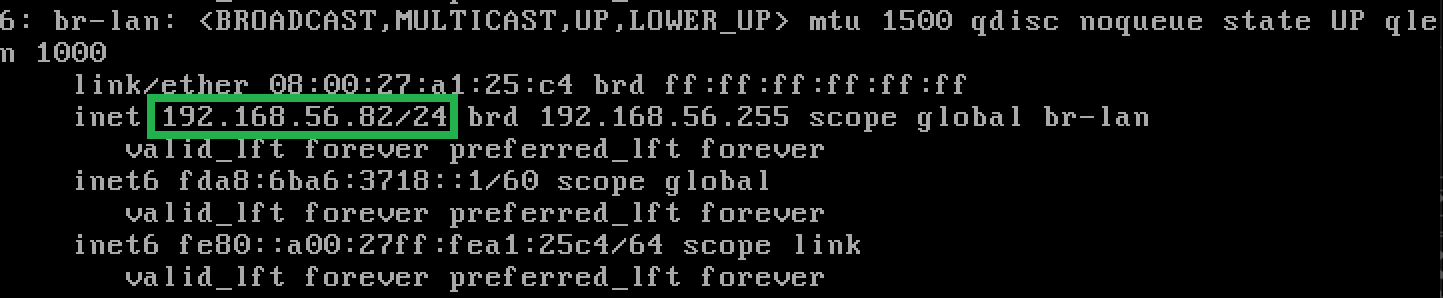 6: br-lan: <BROADCAST,MULTICAST,UP,LOWER_UP> mtu 1500 qdisc noqueue state UP qle
n 1000
link/ether 08:00:27:a1:25:c4 brd ff:ff:ff:ff:ff:ff
inet 192.168.56.82/24 brd 192.168.56.255 scope global br-lan
valid_lft forever preferred_lft forever
inet6 fda8:6ba6:3718::1/60 scope global
valid_lft forever preferred_lft forever
inet6 fe80::a00:27ff:fea1:25c4/64 scope link
valid_lft forever preferred_lft forever